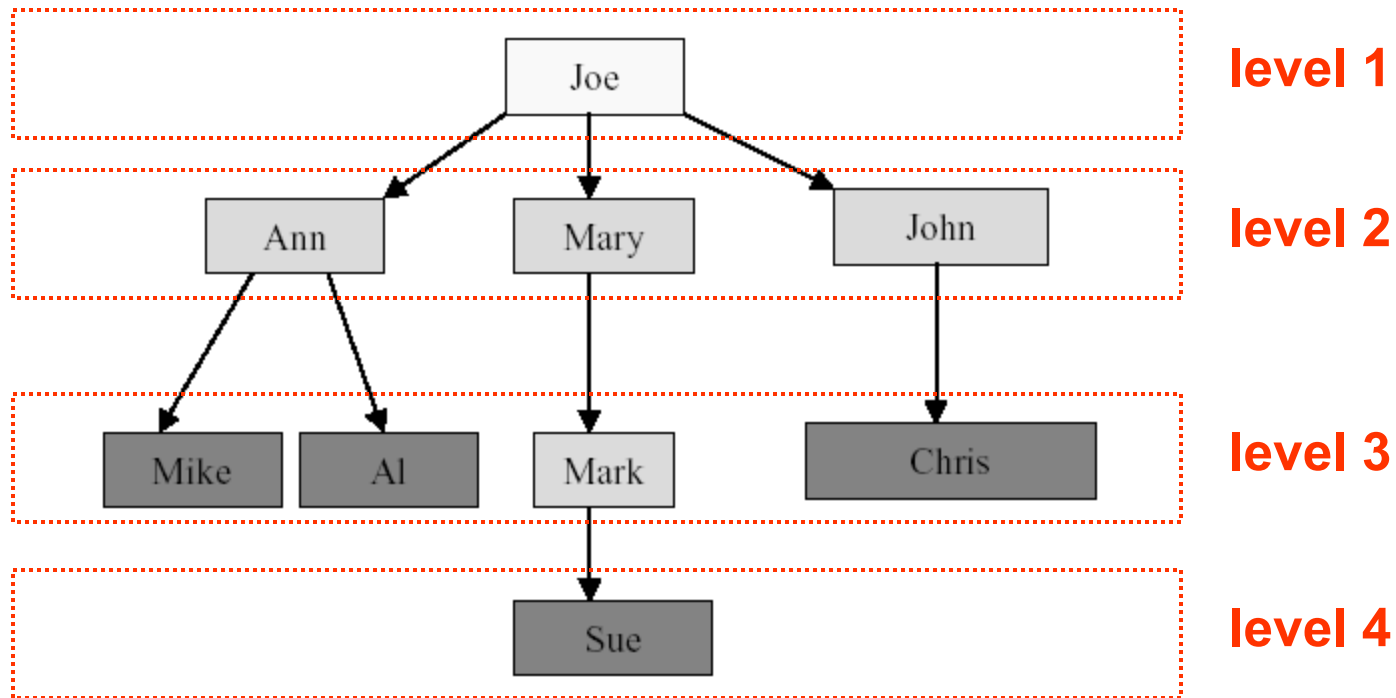 Joe
level 1
Ann
Mary
John
level 2
Mike
Al
Mark
Chris
level 3
Sue
level 4